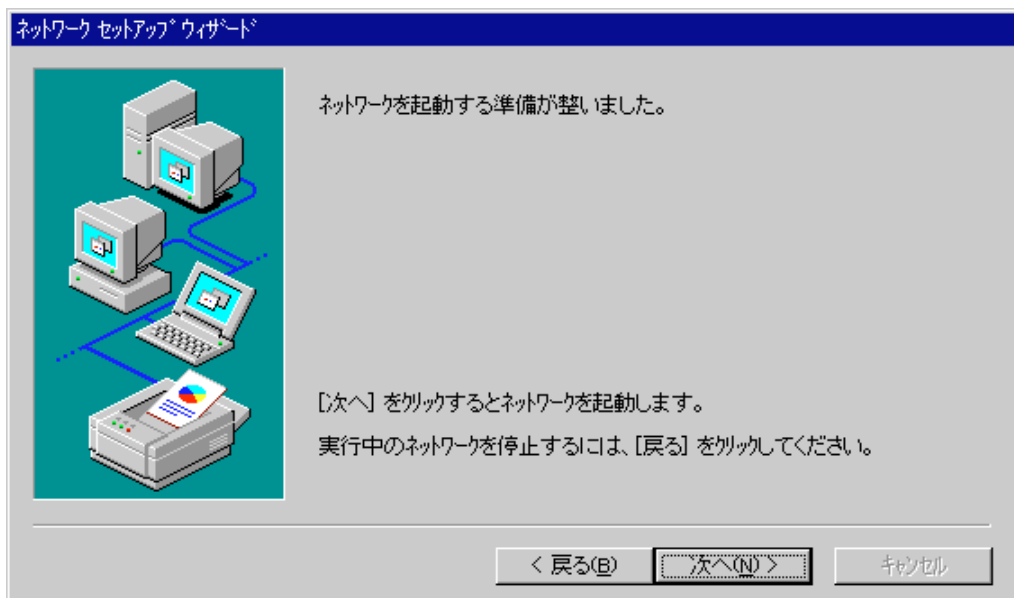 ネットワーク セットアップ ウィザード
ネットワークを起動する準備が整いました。
[次へ] をクリックするとネットワークを起動します。
実行中のネットワークを停止するには、[戻る] をクリックしてください。
< 戻る(B)
次へ(N) >
キャンセル